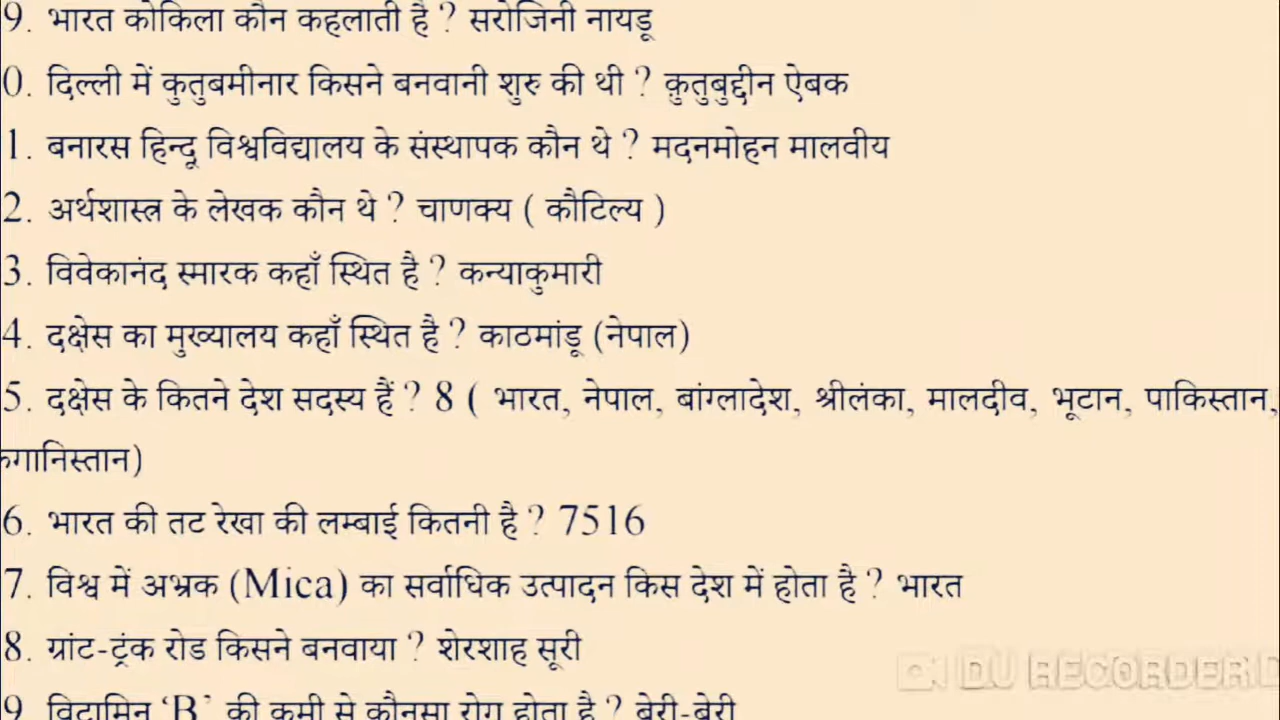 9. भारत कोकिला कौन कहलाती है ? सरोजिनी नायडू
0. दिल्ली में कुतुबमीनार किसने बनवानी शुरु की थी ? क़ुतुबुद्दीन ऐबक
1. बनारस हिन्दू विश्वविद्यालय के संस्थापक कौन थे ? मदनमोहन मालवीय
2. अर्थशास्त्र के लेखक कौन थे ? चाणक्य ( कौटिल्य )
3. विवेकानंद स्मारक कहाँ स्थित है ? कन्याकुमारी
4. दक्षेस का मुख्यालय कहाँ स्थित है ? काठमांडू (नेपाल)
5. दक्षेस के कितने देश सदस्य हैं ? 8 ( भारत, नेपाल, बांग्लादेश, श्रीलंका, मालदीव, भूटान, पाकिस्तान,
फगानिस्तान)
6. भारत की तट रेखा की लम्बाई कितनी है ? 7516
7. विश्व में अभ्रक (Mica) का सर्वाधिक उत्पादन किस देश में होता है ? भारत
8. ग्रांट-ट्रंक रोड किसने बनवाया ? शेरशाह सूरी
DU RECORDER
9. विटामिन ‘B’ की कमी से कौनसा रोग होता है ? बेरी-बेरी